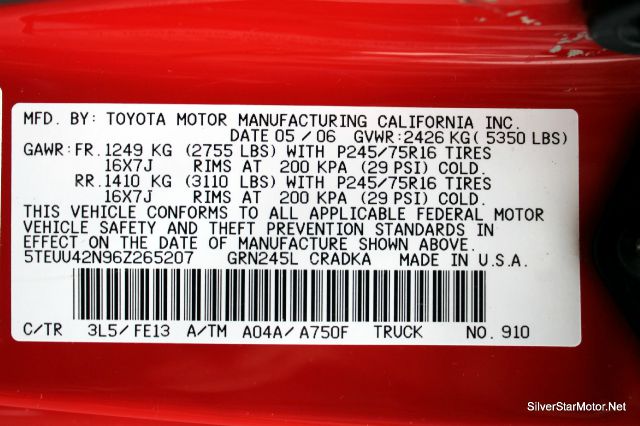 MFD. BY: TOYOTA MOTOR MANUFACTURING CALIFORNIA INC.
DATE 05 / 06 GVWR:2426 KG( 5350 LBS)
GAWR:FR. 1249 KG (2755 LBS) WITH P245/75R16 TIRES
16X7J RIMS AT 200 KPA (29 PSI) COLD.
RR. 1410 KG (3110 LBS) WITH P245/75R16 TIRES
16X7J RIMS AT 200 KPA (29 PSI) COLD.
THIS VEHICLE CONFORMS TO ALL APPLICABLE FEDERAL MOTOR
VEHICLE SAFETY AND THEFT PREVENTION STANDARDS IN
EFFECT ON THE DATE OF MANUFACTURE SHOWN ABOVE.
5TEUU42N96Z265207 GRN245L CRADKA MADE IN U.S.A.
C/TR 3L5/FE13 A/TM A04A/A750F TRUCK NO. 910
SilverStarMotor.Net